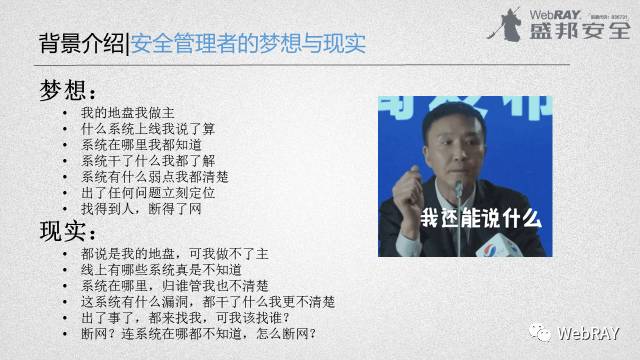 背景介绍|安全管理者的梦想与现实
WebRAY
盛邦安全
梦想：
• 我的地盘我做主
• 什么系统上线我说了算
• 系统在哪里我都知道
• 系统干了什么我都了解
• 系统有什么弱点我都清楚
• 出了任何问题立刻定位
• 找得到人，断得了网
我还能说什么
现实：
• 都说是我的地盘，可我做不了主
• 线上有哪些系统真是不知道
• 系统在哪里，归谁管我也不清楚
• 这系统有什么漏洞，都干了什么我更不清楚
• 出了事了，都来找我，可我该找谁？
• 断网？连系统在哪都不知道，怎么断网？
WebRAY